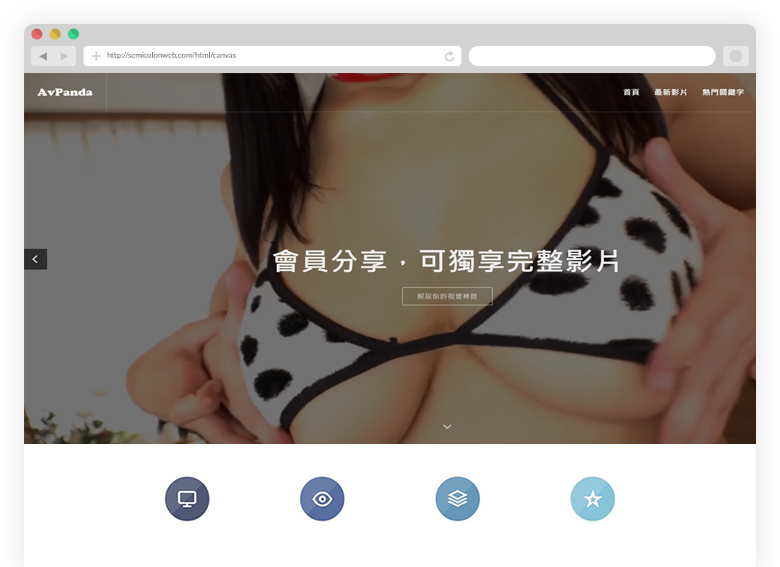 http://semicolonweb.com/html/canvas
AvPanda
首頁 最新影片 熱門關鍵字
會員分享，可獨享完整影片
解放你的視覺神經